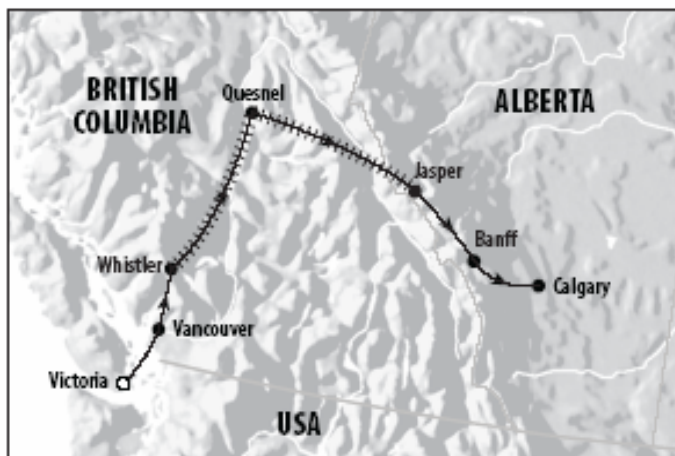 BRITISH
COLUMBIA
Quesnel
ALBERTA
Jasper
Banff
Whistler
Calgary
Vancouver
Victoria
USA